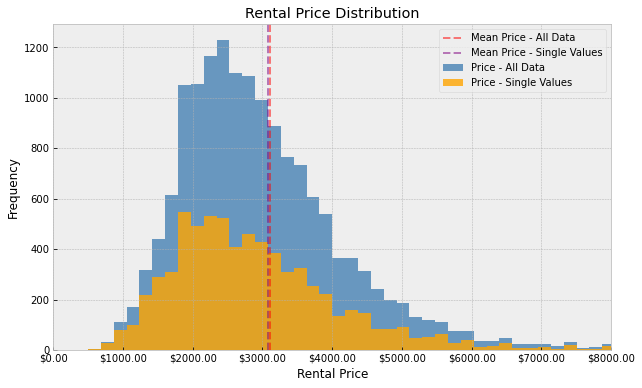 Rental Price Distribution
Mean Price - All Data
Mean Price - Single Values
Price - All Data
Price - Single Values
Frequency
1200
1000
800
600
400
200
0
$0.00 $1000.00 $2000.00 $3000.00 $4000.00 $5000.00 $6000.00 $7000.00 $8000.00
Rental Price